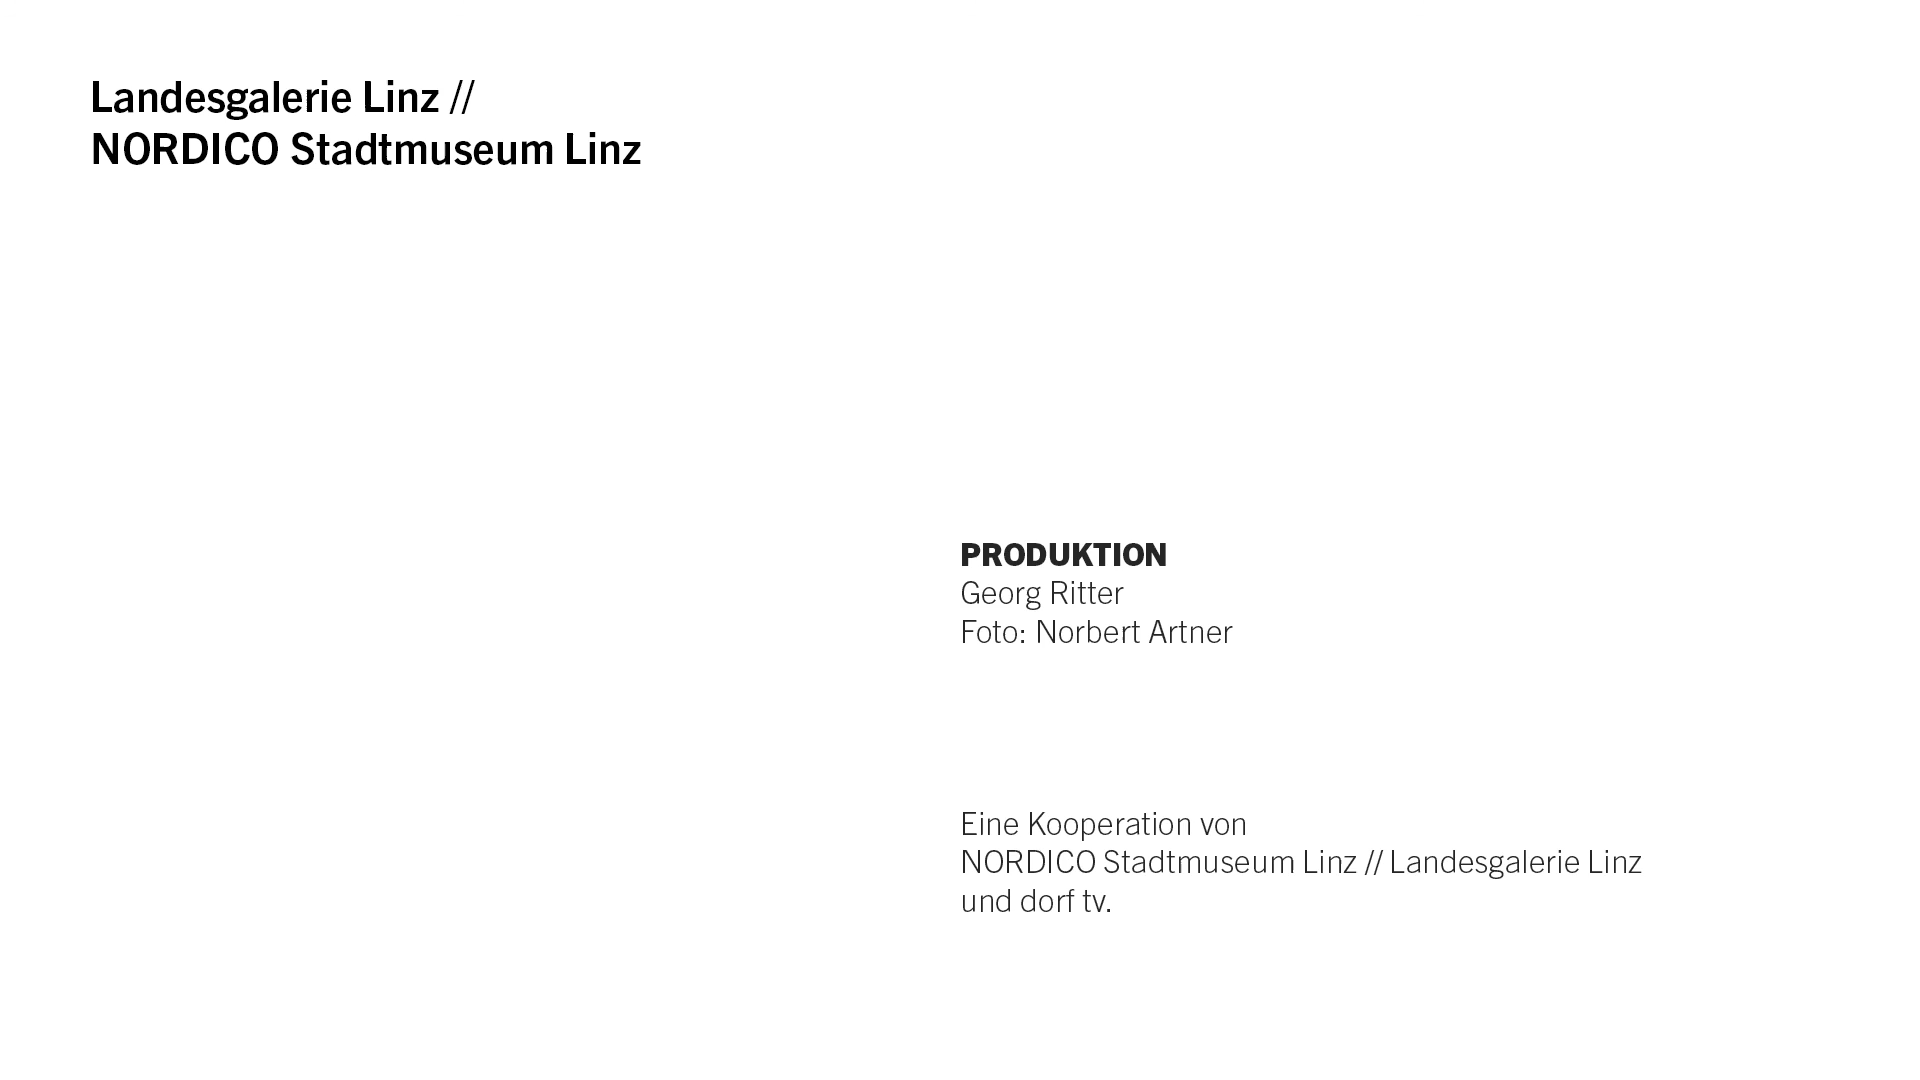 Landesgalerie Linz //
NORDICO Stadtmuseum Linz
PRODUKTION
Georg Ritter
Foto: Norbert Artner
Eine Kooperation von
NORDICO Stadtmuseum Linz // Landesgalerie Linz
und dorf tv.